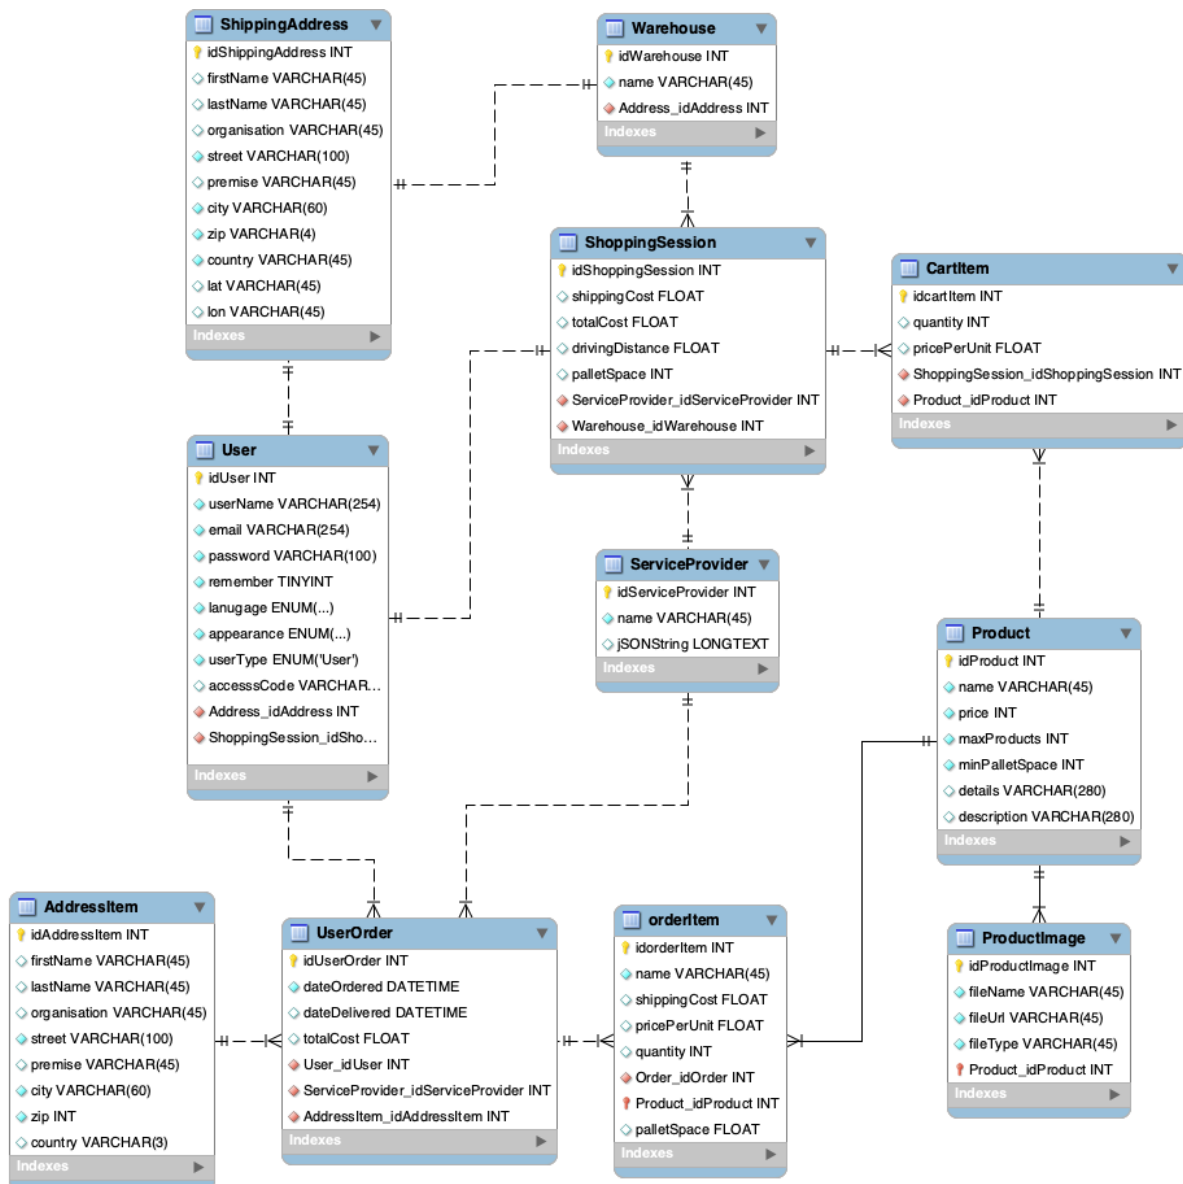 ShippingAddress
idShippingAddress INT
firstName VARCHAR(45)
lastName VARCHAR(45)
organisation VARCHAR(45)
street VARCHAR(100)
premise VARCHAR(45)
city VARCHAR(60)
zip VARCHAR(4)
country VARCHAR(45)
lat VARCHAR(45)
lon VARCHAR(45)
Indexes
Warehouse
idWarehouse INT
name VARCHAR(45)
Address_idAddress INT
Indexes
ShoppingSession
idShoppingSession INT
shippingCost FLOAT
totalCost FLOAT
drivingDistance FLOAT
palletSpace INT
ServiceProvider_idServiceProvider INT
Warehouse_idWarehouse INT
Indexes
CartItem
idcartItem INT
quantity INT
pricePerUnit FLOAT
ShoppingSession_idShoppingSession INT
Product_idProduct INT
Indexes
User
idUser INT
userName VARCHAR(254)
email VARCHAR(254)
password VARCHAR(100)
remember TINYINT
lanugage ENUM(...)
appearance ENUM(...)
userType ENUM('User')
accesssCode VARCHAR...
Address_idAddress INT
ShoppingSession_idSho...
Indexes
ServiceProvider
idServiceProvider INT
name VARCHAR(45)
jSONString LONGTEXT
Indexes
Product
idProduct INT
name VARCHAR(45)
price INT
maxProducts INT
minPalletSpace INT
details VARCHAR(280)
description VARCHAR(280)
Indexes
AddressItem
idAddressItem INT
firstName VARCHAR(45)
lastName VARCHAR(45)
organisation VARCHAR(45)
street VARCHAR(100)
premise VARCHAR(45)
city VARCHAR(60)
zip INT
country VARCHAR(3)
Indexes
UserOrder
idUserOrder INT
dateOrdered DATETIME
dateDelivered DATETIME
totalCost FLOAT
User_idUser INT
ServiceProvider_idServiceProvider INT
AddressItem_idAddressItem INT
Indexes
orderItem
idorderItem INT
name VARCHAR(45)
shippingCost FLOAT
pricePerUnit FLOAT
quantity INT
Order_idOrder INT
Product_idProduct INT
palletSpace FLOAT
Indexes
ProductImage
idProductImage INT
fileName VARCHAR(45)
fileUrl VARCHAR(45)
fileType VARCHAR(45)
Product_idProduct INT
Indexes